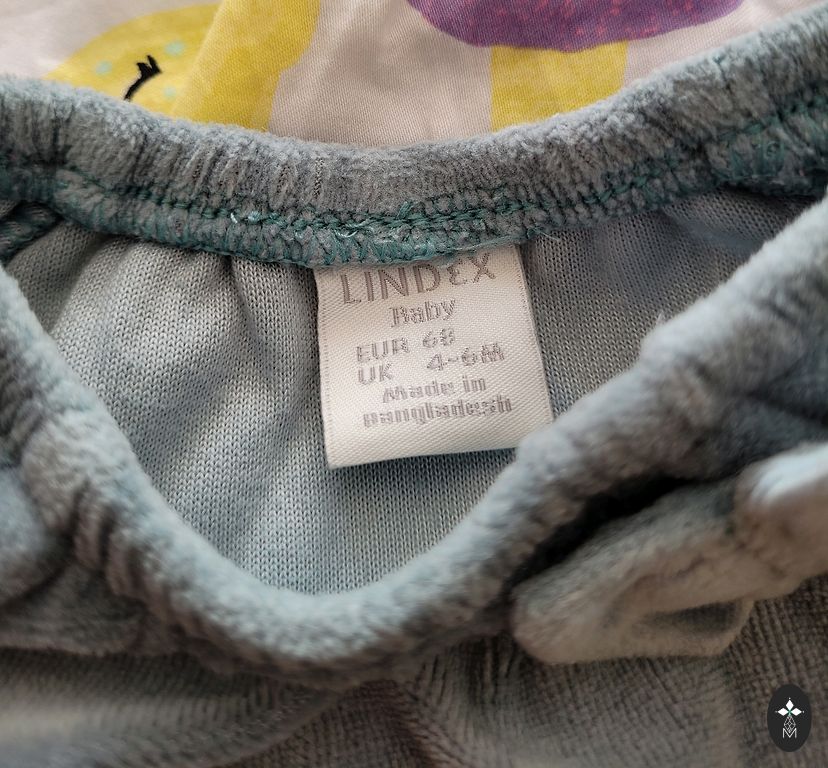 LINDEX
Baby
EUR 68
UK 4-6M
Made in
Bangladesh
M